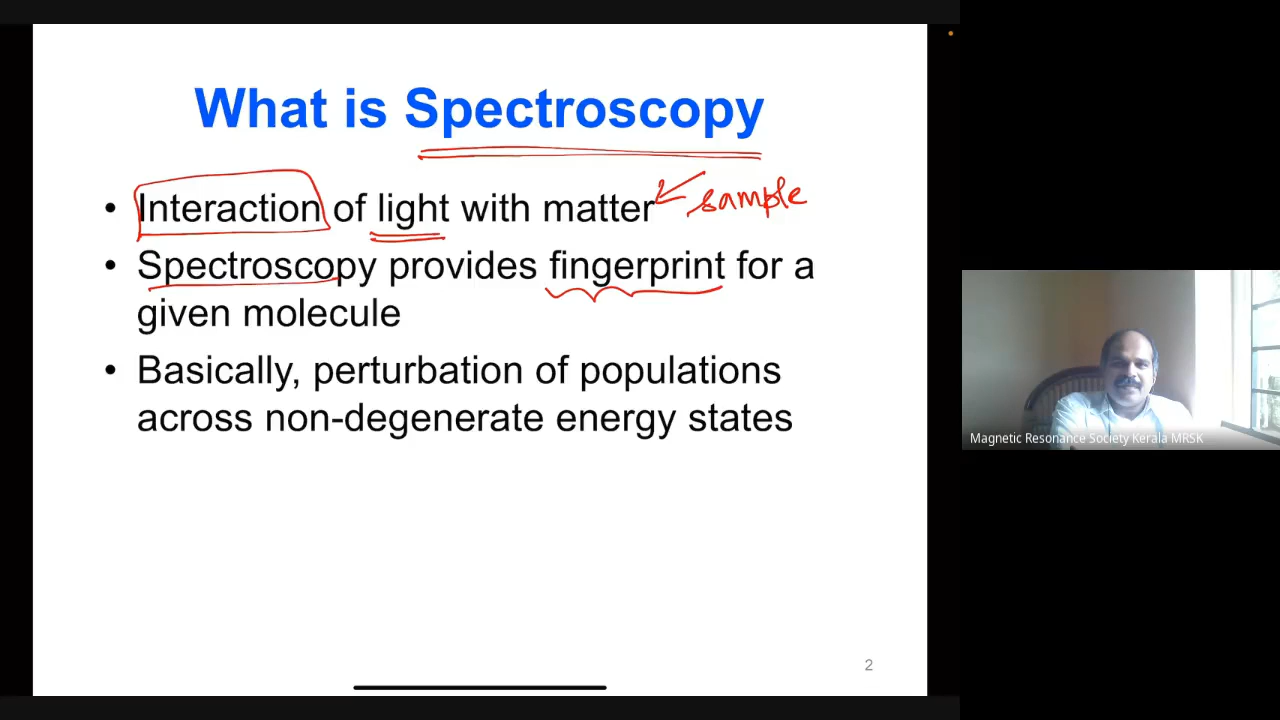 What is Spectroscopy
• Interaction of light with matter sample
• Spectroscopy provides fingerprint for a
given molecule
• Basically, perturbation of populations
across non-degenerate energy states
2
Magnetic Resonance Society Kerala MRSK